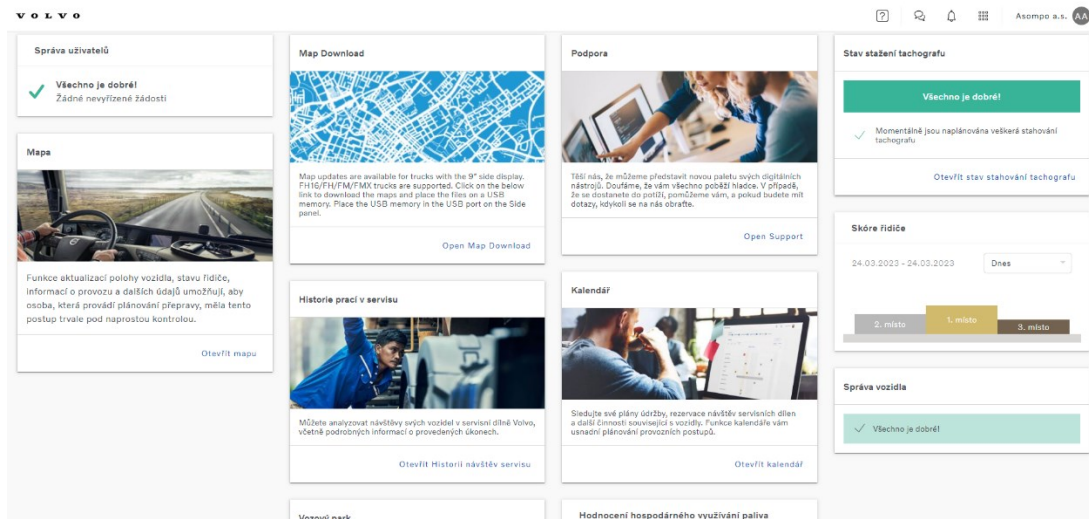 VOLVO
? Asompo a.s. AA
Správa uživatelů
Všechno je dobré!
Žádné nevyřízené žádosti
Mapa
Funkce aktualizací polohy vozidla, stavu řidiče,
informací o provozu a dalších údajů umožňují, aby
osoba, která provádí plánování přepravy, měla tento
postup trvale pod naprostou kontrolou.
Otevřít mapu
Map Download
Map updates are available for trucks with the 9" side display.
FH16/FH/FM/FMX trucks are supported. Click on the below
link to download the maps and place the files on a USB
memory. Place the USB memory in the USB port on the Side
panel.
Open Map Download
Historie prací v servisu
Můžete analyzovat návštěvy svých vozidel v servisní dílně Volvo,
včetně podrobných informací o provedených úkonech.
Otevřít Historii návštěv servisu
Vozový park
Podpora
Těší nás, že můžeme představit novou paletu svých digitálních
nástrojů. Doufáme, že vám všechno poběží hladce. V případě,
že se dostanete do potíží, pomůžeme vám, a pokud budete mít
dotazy, kdykoli se na nás obraťte.
Open Support
Kalendář
Sledujte své plány údržby, rezervace návštěv servisních dílen
a další činnosti související s vozidly. Funkce kalendáře vám
usnadní plánování provozních postupů.
Otevřít kalendář
Hodnocení hospodárného využívání paliva
Stav stažení tachografu
Všechno je dobré!
Momentálně jsou naplánována veškerá stahování
tachografu
Otevřít stav stahování tachografu
Skóre řidiče
24.03.2023 - 24.03.2023 Dnes
2. místo 1. místo 3. místo
Správa vozidla
Všechno je dobré!